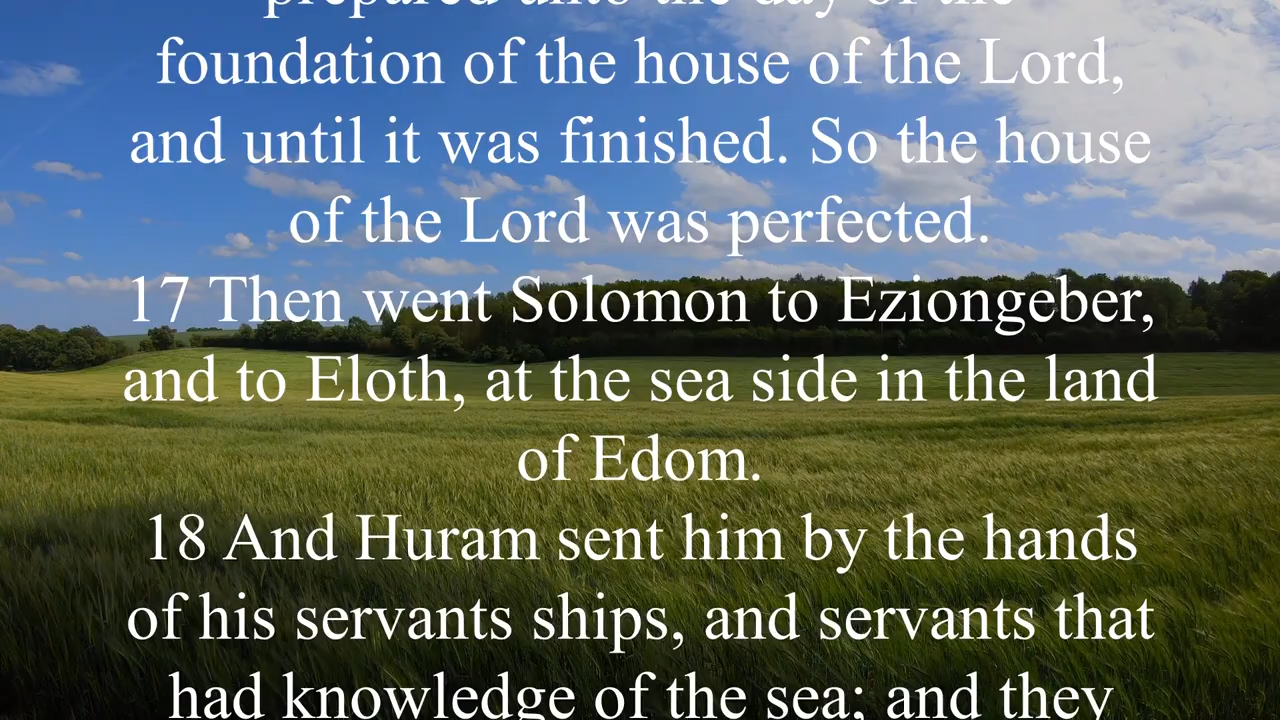 prepared unto the day of the
foundation of the house of the Lord,
and until it was finished. So the house
of the Lord was perfected.
17 Then went Solomon to Eziongeber,
and to Eloth, at the sea side in the land
of Edom.
18 And Huram sent him by the hands
of his servants ships, and servants that
had knowledge of the sea; and they